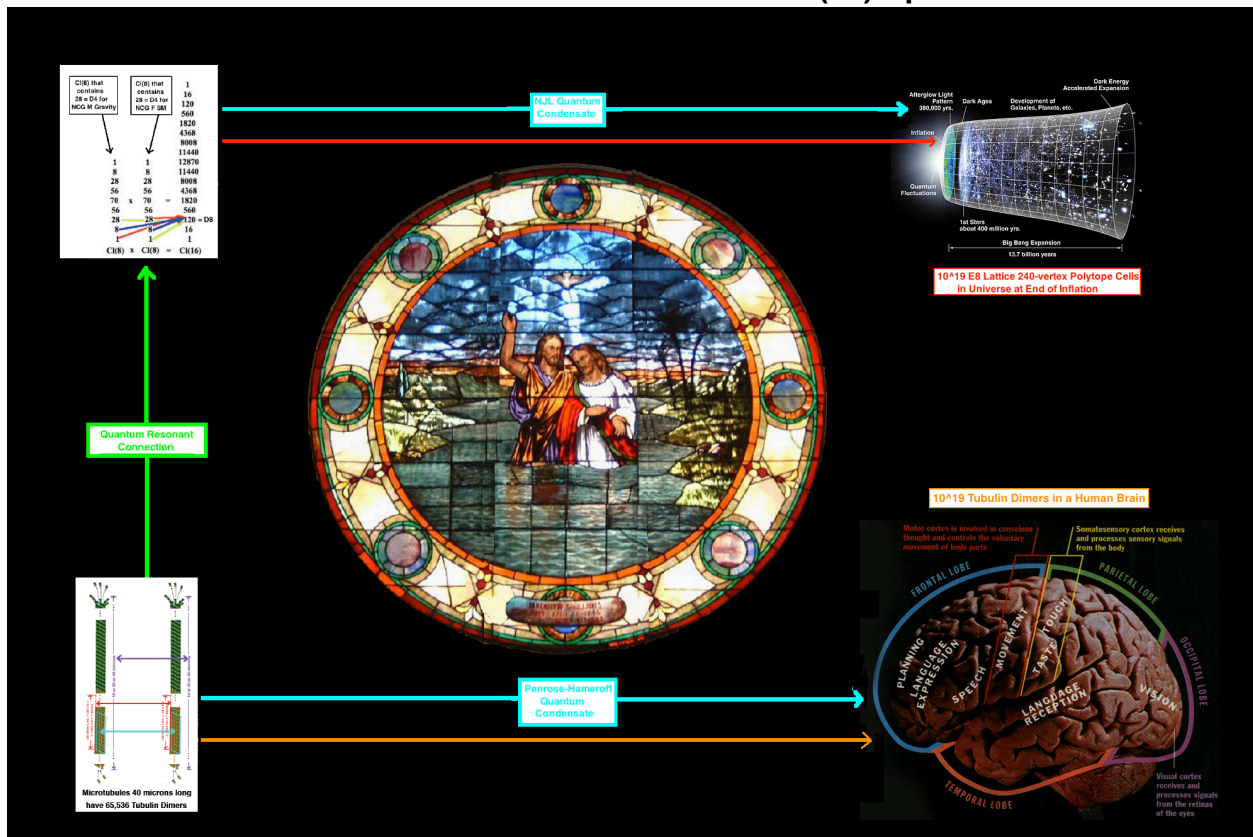 Cl(8) that
contains
28 = D4 for
NCG M Gravity
Cl(8) that
contains
28 = D4 for
NCG F SM
1
16
120
560
1820
4368
8008
11440
12870
11440
8008
4368
1820
560
120 = D8
16
1
1
8
28
56
70
56
28
8
1
x
1
8
28
56
70
56
28
8
1
=
Cl(8) x Cl(8) = Cl(16)
NJL Quantum
Condensate
Dark Energy
Accelerated Expansion
Afterglow Light
Pattern
380,000 yrs.
Dark Ages
Development of
Galaxies, Planets, etc.
Inflation
Quantum
Fluctuations
1st Stars
about 400 million yrs.
Big Bang Expansion
13.7 billion years
10^19 E8 Lattice 240-vertex Polytope Cells
in Universe at End of Inflation
Quantum Resonant
Connection
10^19 Tubulin Dimers in a Human Brain
Motor cortex is involved in conscious
thought and controls the voluntary
movement of body parts
Somatosensory cortex receives
and processes sensory signals
from the body
FRONTAL LOBE
PARIETAL LOBE
OCCIPITAL LOBE
TEMPORAL LOBE
PLANNING
LANGUAGE
EXPRESSION
SPEECH
MOVEMENT
TOUCH
TASTE
LANGUAGE
RECEPTION
VISION
Visual cortex
receives and
processes signals
from the retinas
of the eyes
Penrose-Hameroff
Quantum
Condensate
Microtubules 40 microns long
have 65,536 Tubulin Dimers